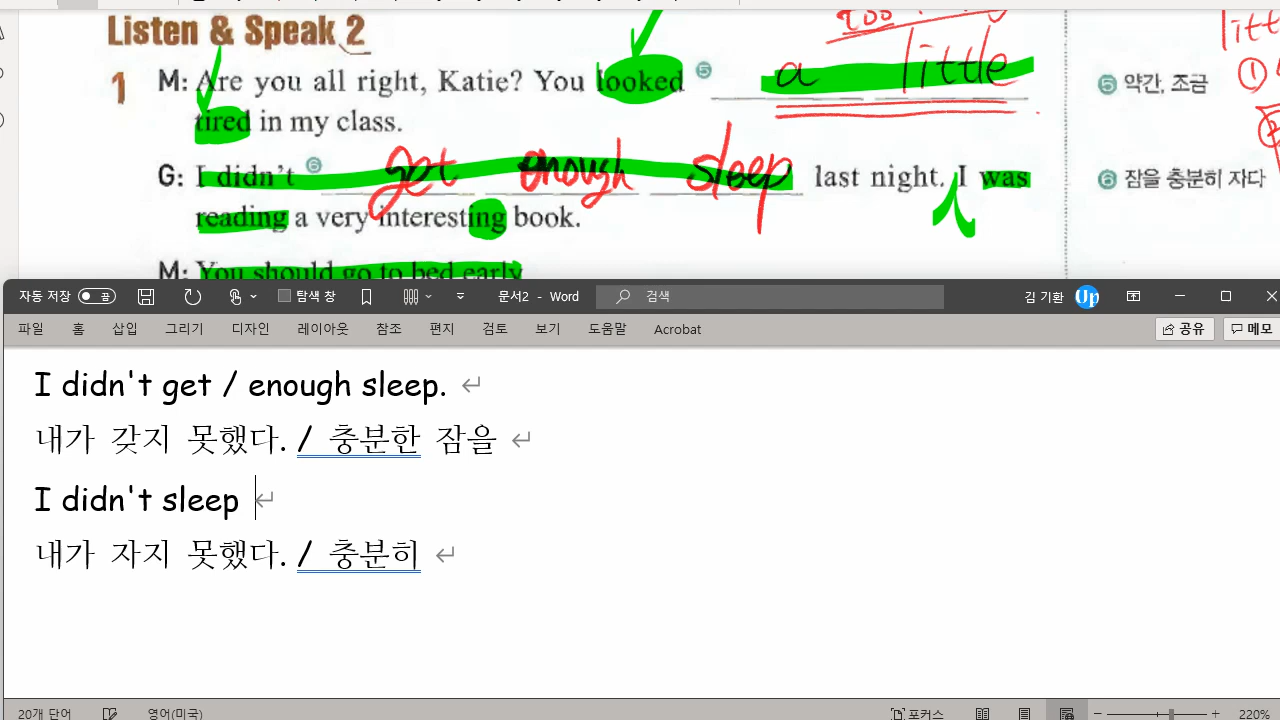 Listen & Speak 2
1 M: Are you all right, Katie? You looked ⑤ a little ⑤ 약간, 조금
tired in my class.
G: I didn't ⑥ get enough sleep last night. I was ⑥ 잠을 충분히 자다
reading a very interesting book.
M: You should go to bed early
자동 저장 탐색 창 문서2 - Word 검색 김 기환 Up
파일 홈 삽입 그리기 디자인 레이아웃 참조 편지 검토 보기 도움말 Acrobat 공유 메모
I didn't get / enough sleep.
내가 갖지 못했다. / 충분한 잠을
I didn't sleep
내가 자지 못했다. / 충분히
20개 단어 영어(미국) 포커스 220%